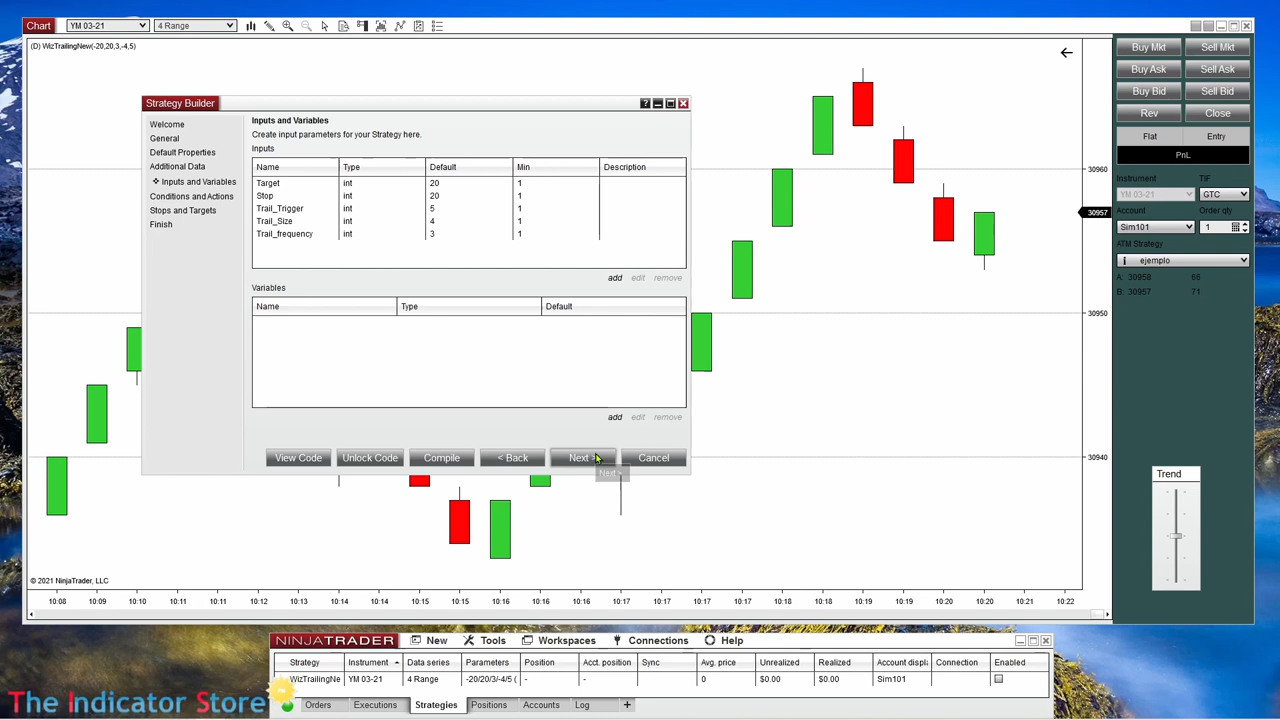 Chart YM 03-21 4 Range
(D) WizTrailingNew(-20,20,3,-4,5)
Strategy Builder
?
Welcome
General
Default Properties
Additional Data
Inputs and Variables
Conditions and Actions
Stops and Targets
Finish
Inputs and Variables
Create input parameters for your Strategy here.
Inputs
Name Type Default Min Description
Target int 20 1
Stop int 20 1
Trail_Trigger int 5 1
Trail_Size int 4 1
Trail_frequency int 3 1
add edit remove
Variables
Name Type Default
add edit remove
View Code Unlock Code Compile < Back Next > Cancel
Next >
30960
30957
30950
30940
© 2021 NinjaTrader, LLC
10:08 10:09 10:10 10:11 10:11 10:12 10:13 10:14 10:14 10:15 10:15 10:16 10:16 10:16 10:17 10:17 10:17 10:17 10:18 10:18 10:19 10:19 10:20 10:20 10:21 10:22
Buy Mkt Sell Mkt
Buy Ask Sell Ask
Buy Bid Sell Bid
Rev Close
Flat Entry
PnL
Instrument TIF
YM 03-21 GTC
Account Order qty
Sim101 1
ATM Strategy
ejemplo
A: 30958 66
B: 30957 71
Trend
NINJATRADER New Tools Workspaces Connections Help
Strategy Instrument Data series Parameters Position Acct. position Sync Avg. price Unrealized Realized Account displ Connection Enabled
WizTrailingNe YM 03-21 4 Range -20/20/3/-4/5 ( - - 0 $0.00 $0.00 Sim101
Orders Executions Strategies Positions Accounts Log +
The Indicator Store